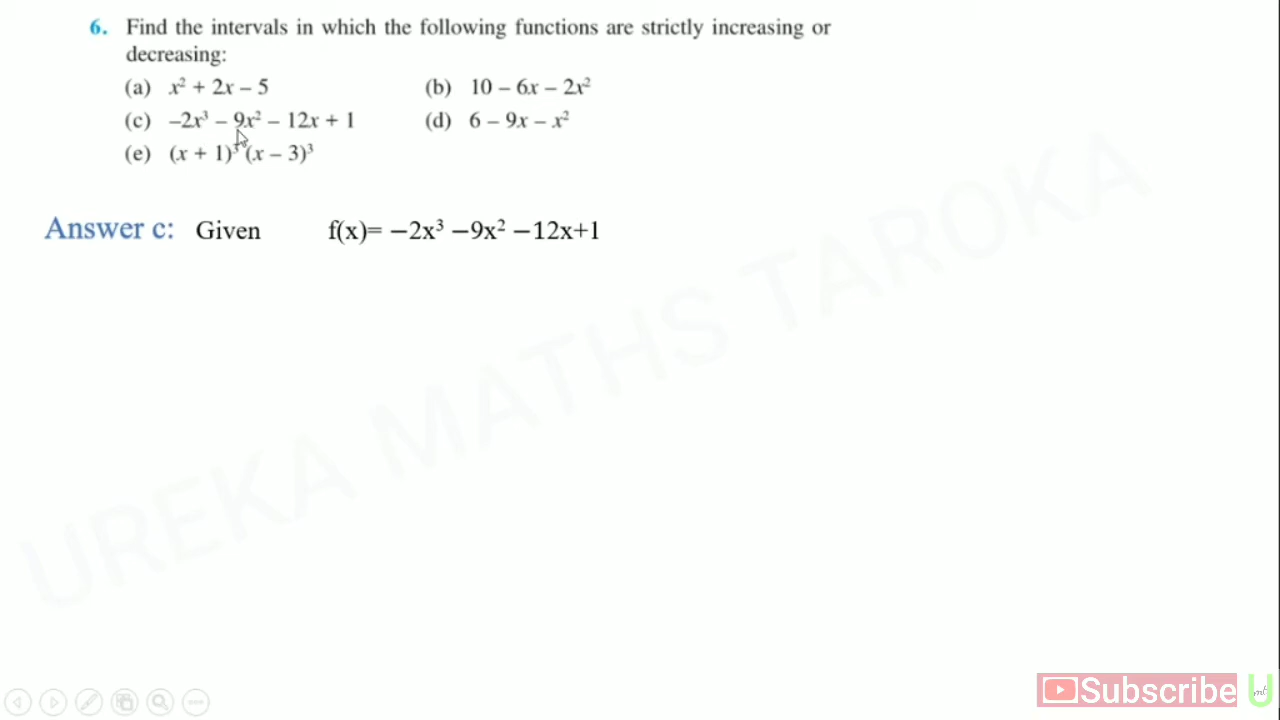 6. Find the intervals in which the following functions are strictly increasing or
decreasing:
(a) x² + 2x – 5 (b) 10 – 6x – 2x²
(c) –2x³ – 9x² – 12x + 1 (d) 6 – 9x – x²
(e) (x + 1)³ (x – 3)³
Answer c: Given f(x)= −2x³ −9x² −12x+1
UREKA MATHS TAROKA
Subscribe